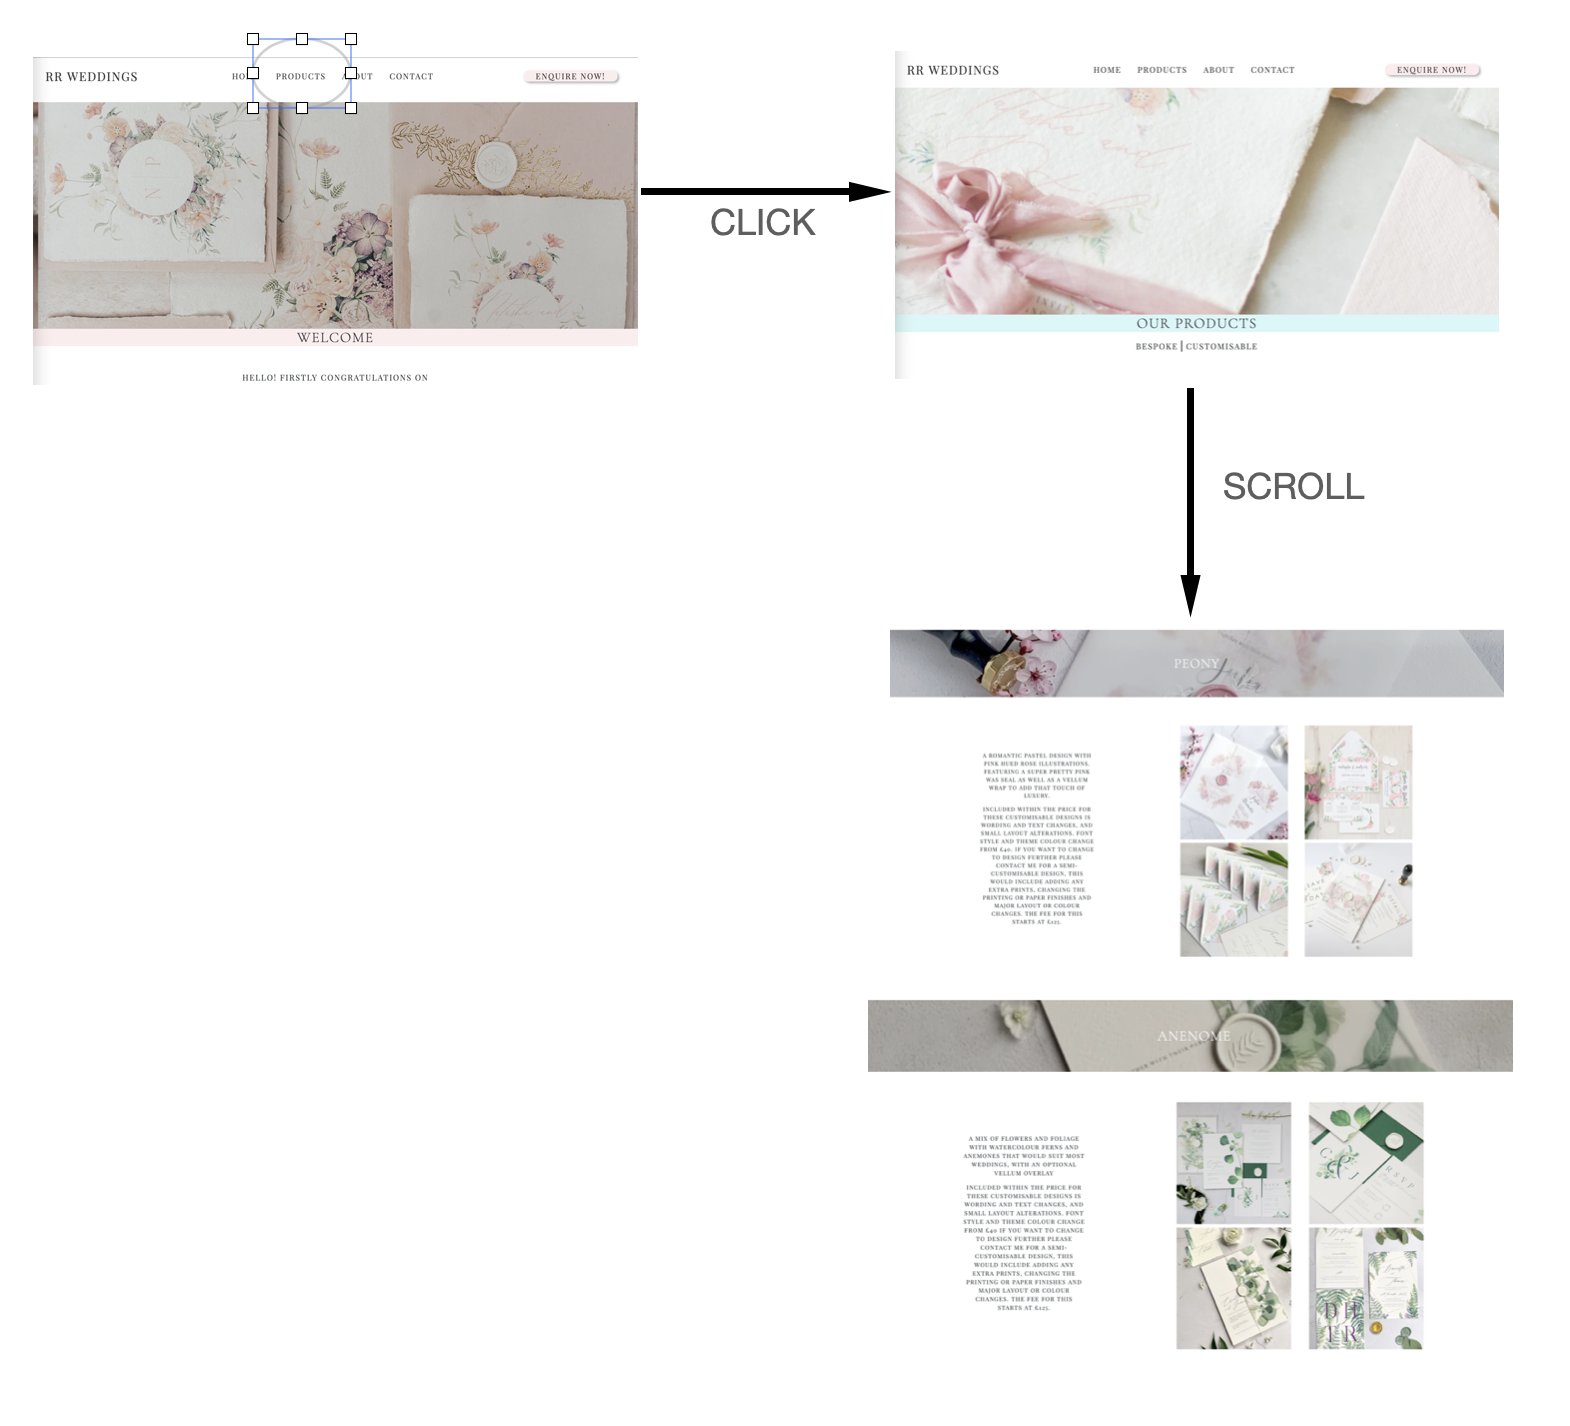 RR WEDDINGS
PRODUCTS
CONTACT
ENQUIRE NOW!
WELCOME
HELLO! FIRSTLY CONGRATULATIONS ON
CLICK
RR WEDDINGS
HOME
PRODUCTS
ABOUT
CONTACT
ENQUIRE NOW!
OUR PRODUCTS
BESPOKE | CUSTOMISABLE
SCROLL
PEONY
A ROMANTIC PASTEL DESIGN WITH
PINK HUED ROSE ILLUSTRATIONS.
FEATURING A SUPER PRETTY PINK
WAS SEAL AS WELL AS A VELLUM
WRAP TO ADD THAT TOUCH OF
LUXURY.
INCLUDED WITHIN THE PRICE FOR
THESE CUSTOMISABLE DESIGNS IS
WORDING AND TEXT CHANGES, AND
SMALL LAYOUT ALTERATIONS. FONT
STYLE AND THEME COLOUR CHANGE
FROM £40. IF YOU WANT TO CHANGE
TO DESIGN FURTHER PLEASE
CONTACT ME FOR A SEMI-
CUSTOMISABLE DESIGN, THIS
WOULD INCLUDE ADDING ANY
EXTRA PRINTS, CHANGING THE
PRINTING OR PAPER FINISHES AND
MAJOR LAYOUT OR COLOUR
CHANGES. THE FEE FOR THIS
STARTS AT £125.
ANENOME
A MIX OF FLOWERS AND FOLIAGE
WITH WATERCOLOUR FERNS AND
ANEMONES THAT WOULD SUIT MOST
WEDDINGS, WITH AN OPTIONAL
VELLUM OVERLAY
INCLUDED WITHIN THE PRICE FOR
THESE CUSTOMISABLE DESIGNS IS
WORDING AND TEXT CHANGES, AND
SMALL LAYOUT ALTERATIONS. FONT
STYLE AND THEME COLOUR CHANGE
FROM £40 IF YOU WANT TO CHANGE
TO DESIGN FURTHER PLEASE
CONTACT ME FOR A SEMI-
CUSTOMISABLE DESIGN, THIS
WOULD INCLUDE ADDING ANY
EXTRA PRINTS, CHANGING THE
PRINTING OR PAPER FINISHES AND
MAJOR LAYOUT OR COLOUR
CHANGES. THE FEE FOR THIS
STARTS AT £125.